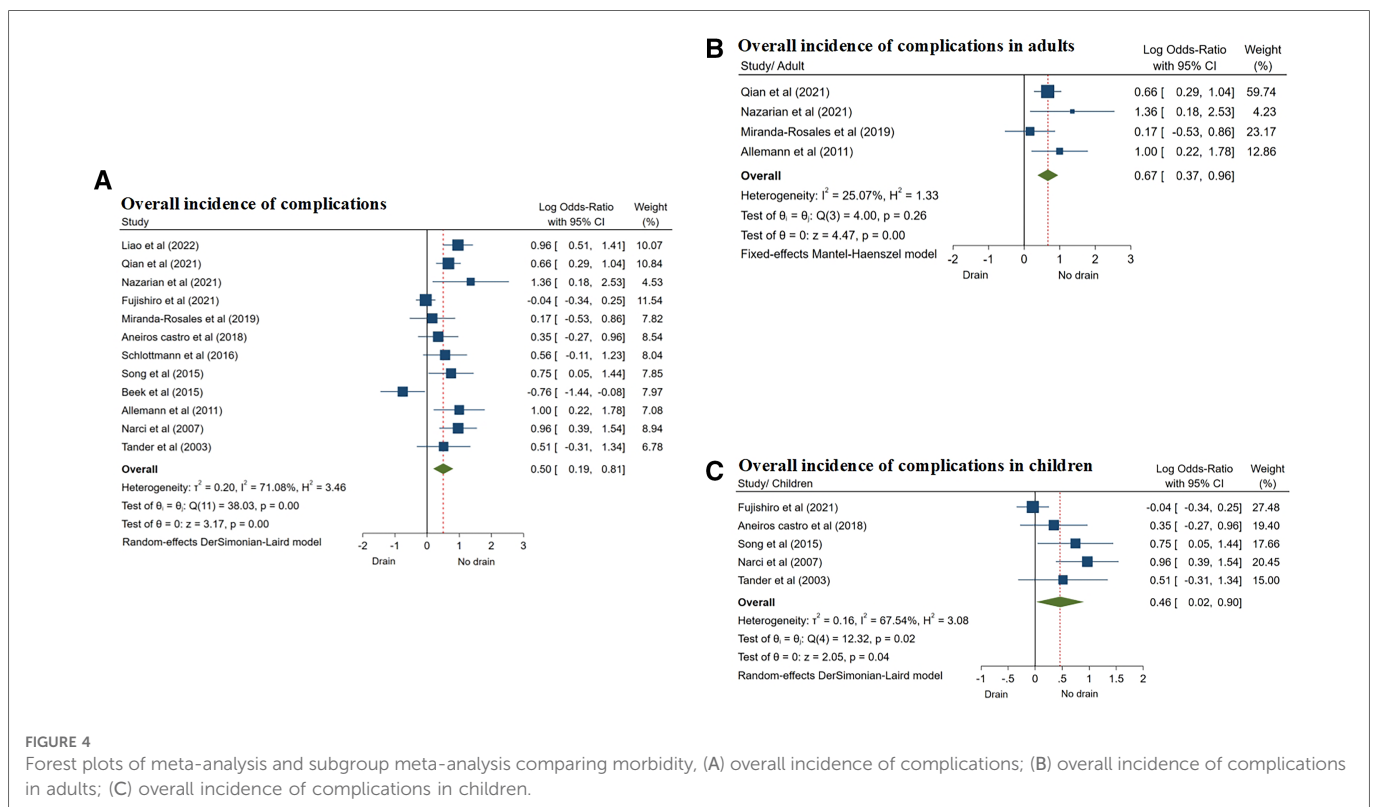 A
Overall incidence of complications
Log Odds-Ratio Weight
Study with 95% CI (%)
Liao et al (2022) 0.96 [ 0.51, 1.41] 10.07
Qian et al (2021) 0.66 [ 0.29, 1.04] 10.84
Nazarian et al (2021) 1.36 [ 0.18, 2.53] 4.53
Fujishiro et al (2021) -0.04 [ -0.34, 0.25] 11.54
Miranda-Rosales et al (2019) 0.17 [ -0.53, 0.86] 7.82
Aneiros castro et al (2018) 0.35 [ -0.27, 0.96] 8.54
Schlottmann et al (2016) 0.56 [ -0.11, 1.23] 8.04
Song et al (2015) 0.75 [ 0.05, 1.44] 7.85
Beek et al (2015) -0.76 [ -1.44, -0.08] 7.97
Allemann et al (2011) 1.00 [ 0.22, 1.78] 7.08
Narci et al (2007) 0.96 [ 0.39, 1.54] 8.94
Tander et al (2003) 0.51 [ -0.31, 1.34] 6.78
Overall 0.50 [ 0.19, 0.81]
Heterogeneity: τ² = 0.20, I² = 71.08%, H² = 3.46
Test of θᵢ = θⱼ: Q(11) = 38.03, p = 0.00
Test of θ = 0: z = 3.17, p = 0.00
Random-effects DerSimonian-Laird model
-2 -1 0 1 2 3
Drain No drain
B
Overall incidence of complications in adults
Log Odds-Ratio Weight
Study/ Adult with 95% CI (%)
Qian et al (2021) 0.66 [ 0.29, 1.04] 59.74
Nazarian et al (2021) 1.36 [ 0.18, 2.53] 4.23
Miranda-Rosales et al (2019) 0.17 [ -0.53, 0.86] 23.17
Allemann et al (2011) 1.00 [ 0.22, 1.78] 12.86
Overall 0.67 [ 0.37, 0.96]
Heterogeneity: I² = 25.07%, H² = 1.33
Test of θᵢ = θⱼ: Q(3) = 4.00, p = 0.26
Test of θ = 0: z = 4.47, p = 0.00
Fixed-effects Mantel-Haenszel model
-2 -1 0 1 2 3
Drain No drain
C
Overall incidence of complications in children
Log Odds-Ratio Weight
Study/ Children with 95% CI (%)
Fujishiro et al (2021) -0.04 [ -0.34, 0.25] 27.48
Aneiros castro et al (2018) 0.35 [ -0.27, 0.96] 19.40
Song et al (2015) 0.75 [ 0.05, 1.44] 17.66
Narci et al (2007) 0.96 [ 0.39, 1.54] 20.45
Tander et al (2003) 0.51 [ -0.31, 1.34] 15.00
Overall 0.46 [ 0.02, 0.90]
Heterogeneity: τ² = 0.16, I² = 67.54%, H² = 3.08
Test of θᵢ = θⱼ: Q(4) = 12.32, p = 0.02
Test of θ = 0: z = 2.05, p = 0.04
Random-effects DerSimonian-Laird model
-1 -.5 0 .5 1 1.5 2
Drain No drain
FIGURE 4
Forest plots of meta-analysis and subgroup meta-analysis comparing morbidity, (A) overall incidence of complications; (B) overall incidence of complications
in adults; (C) overall incidence of complications in children.